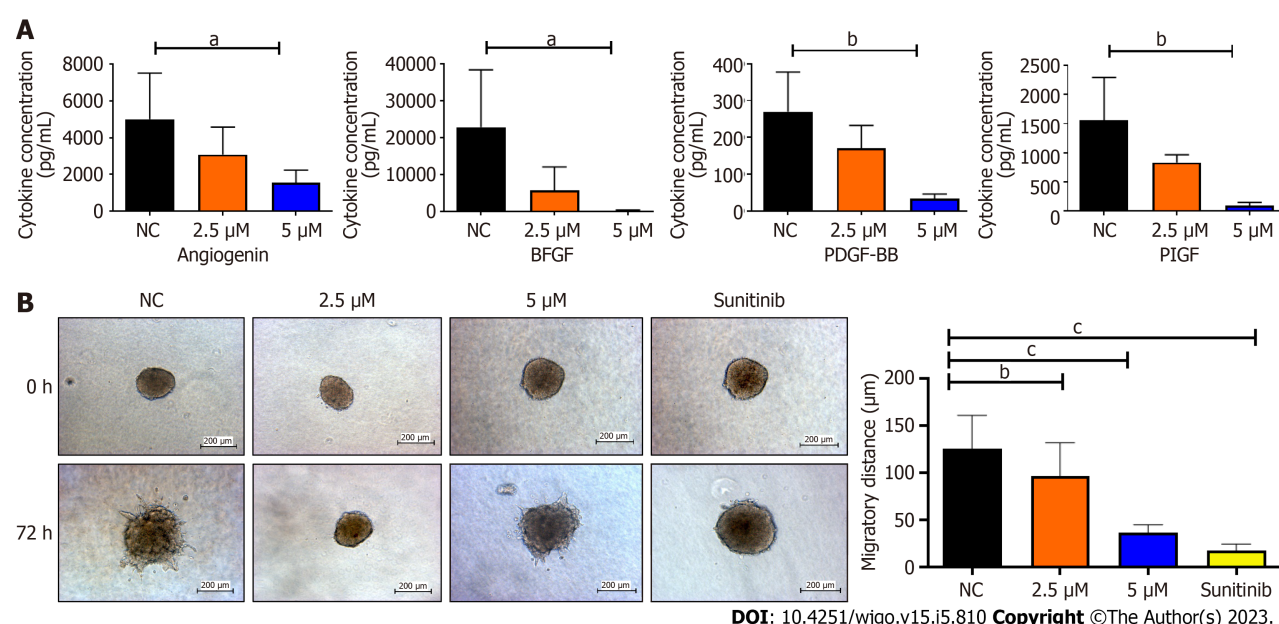 A
a
a
b
b
Cytokine concentration
(pg/mL)
8000
6000
4000
2000
0
NC
2.5 µM
5 µM
Angiogenin
Cytokine concentration
(pg/mL)
40000
30000
20000
10000
0
NC
2.5 µM
5 µM
BFGF
Cytokine concentration
(pg/mL)
400
300
200
100
0
NC
2.5 µM
5 µM
PDGF-BB
Cytokine concentration
(pg/mL)
2500
2000
1500
1000
500
0
NC
2.5 µM
5 µM
PIGF
B
NC
2.5 µM
5 µM
Sunitinib
0 h
200 µm
200 µm
200 µm
200 µm
72 h
200 µm
200 µm
200 µm
200 µm
c
c
b
Migratory distance (µm)
200
150
100
50
0
NC
2.5 µM
5 µM
Sunitinib
DOI: 10.4251/wjgo.v15.i5.810 Copyright ©The Author(s) 2023.